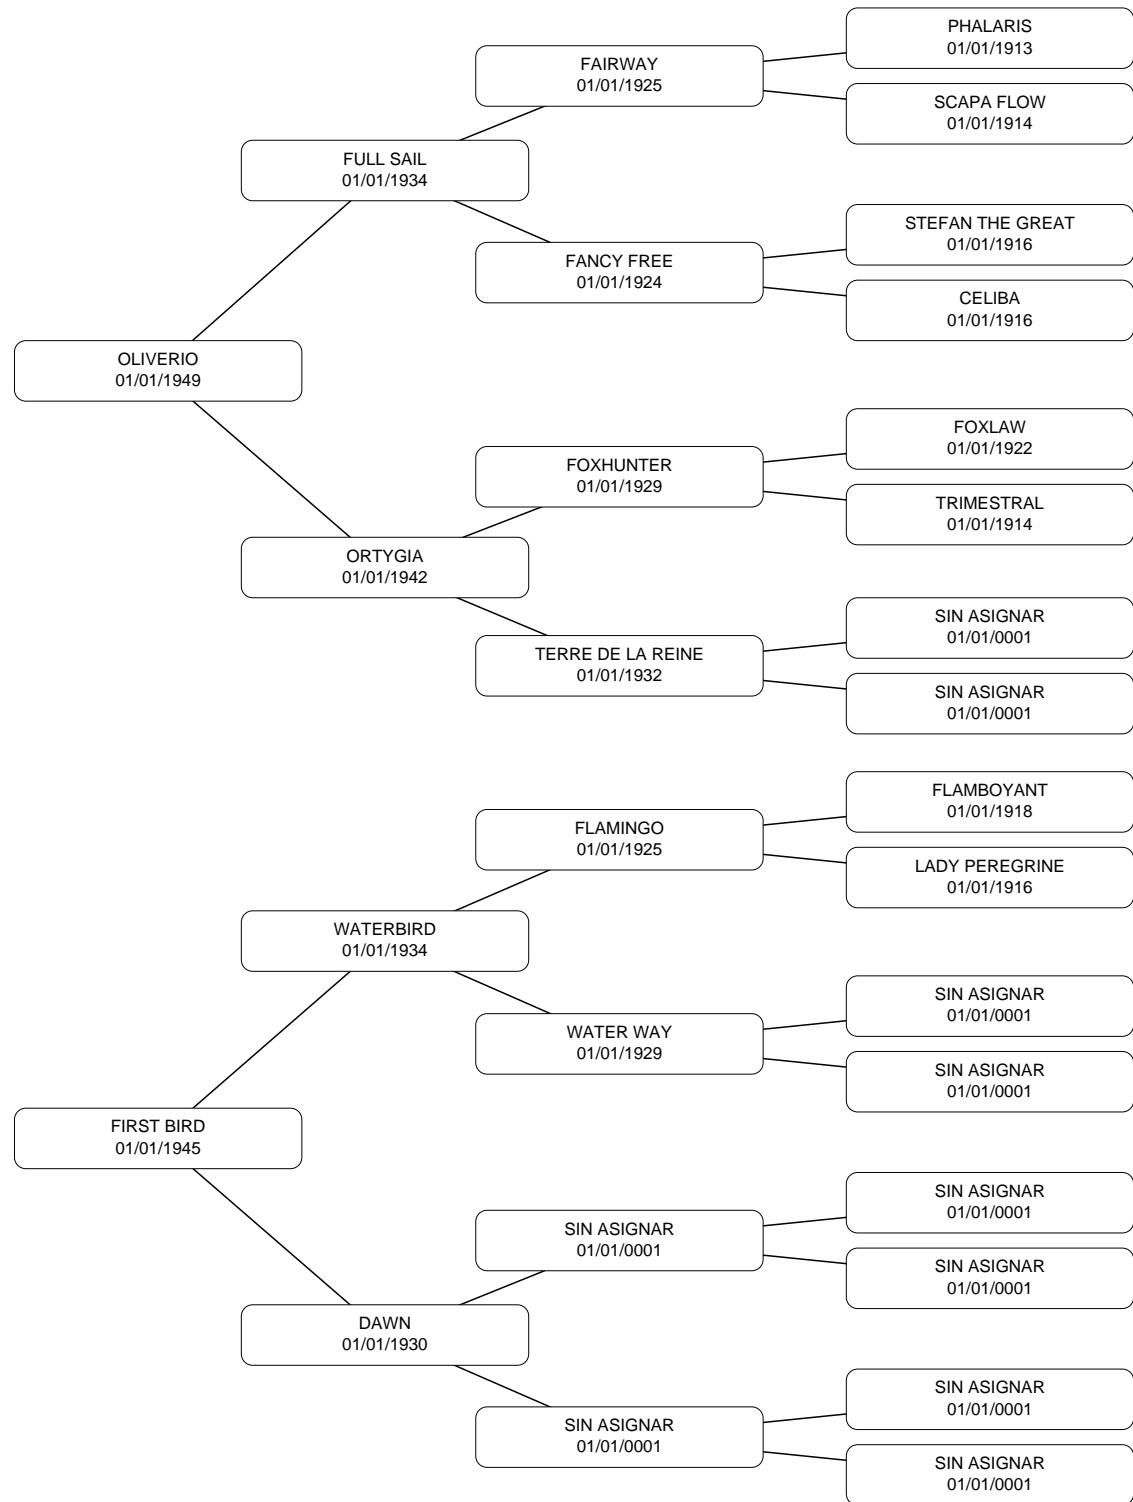 PHALARIS
01/01/1913
FAIRWAY
01/01/1925
SCAPA FLOW
01/01/1914
FULL SAIL
01/01/1934
STEFAN THE GREAT
01/01/1916
FANCY FREE
01/01/1924
CELIBA
01/01/1916
OLIVERIO
01/01/1949
FOXLAW
01/01/1922
FOXHUNTER
01/01/1929
TRIMESTRAL
01/01/1914
ORTYGIA
01/01/1942
SIN ASIGNAR
01/01/0001
TERRE DE LA REINE
01/01/1932
SIN ASIGNAR
01/01/0001
FLAMBOYANT
01/01/1918
FLAMINGO
01/01/1925
LADY PEREGRINE
01/01/1916
WATERBIRD
01/01/1934
SIN ASIGNAR
01/01/0001
WATER WAY
01/01/1929
SIN ASIGNAR
01/01/0001
FIRST BIRD
01/01/1945
SIN ASIGNAR
01/01/0001
SIN ASIGNAR
01/01/0001
SIN ASIGNAR
01/01/0001
DAWN
01/01/1930
SIN ASIGNAR
01/01/0001
SIN ASIGNAR
01/01/0001
SIN ASIGNAR
01/01/0001